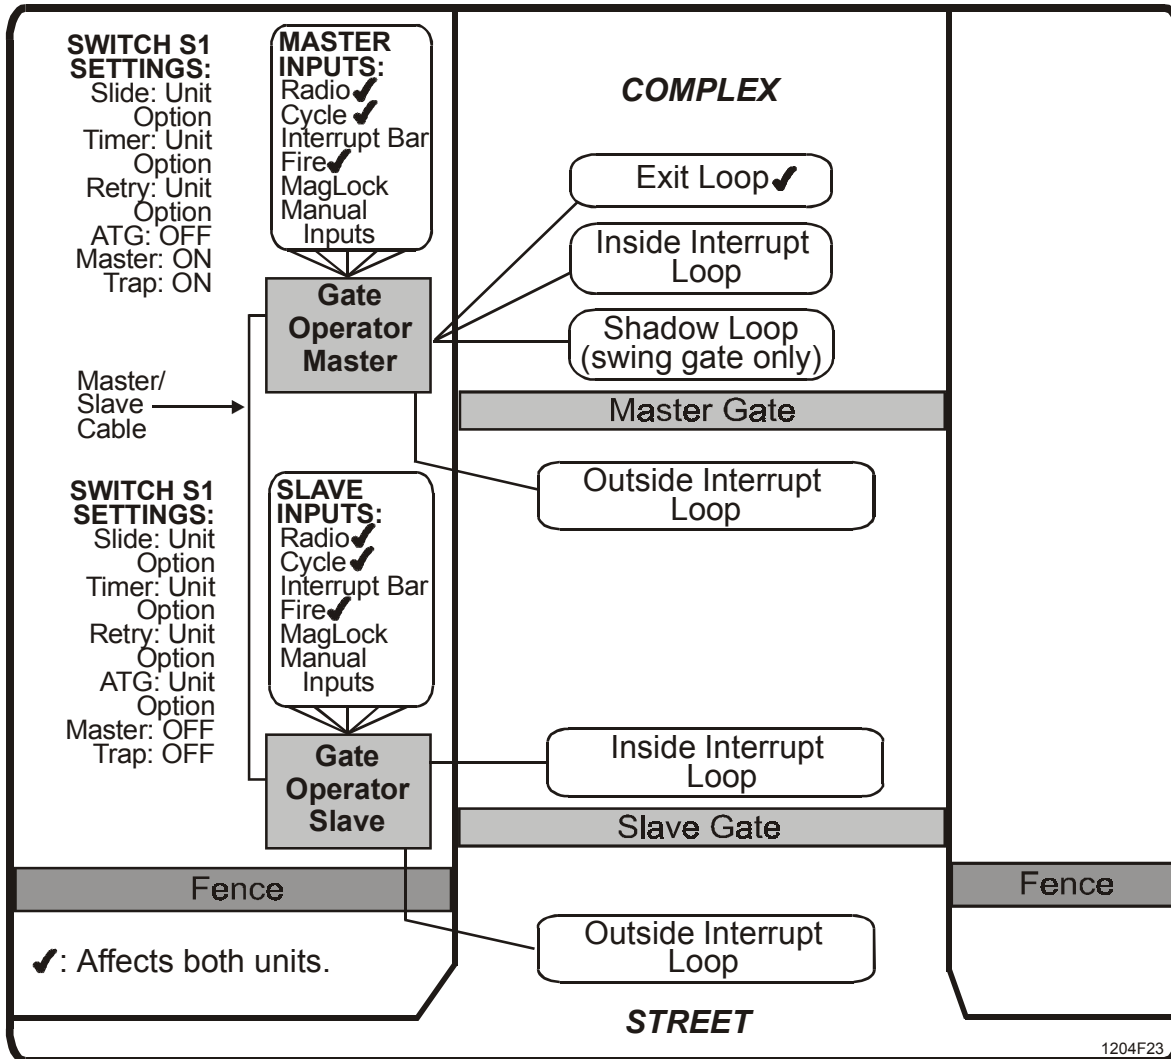 SWITCH S1
SETTINGS:
Slide: Unit
Option
Timer: Unit
Option
Retry: Unit
Option
ATG: OFF
Master: ON
Trap: ON
MASTER
INPUTS:
Radio✔
Cycle✔
Interrupt Bar
Fire✔
MagLock
Manual
Inputs
COMPLEX
Exit Loop✔
Inside Interrupt
Loop
Shadow Loop
(swing gate only)
Gate
Operator
Master
Master/
Slave
Cable
Master Gate
Outside Interrupt
Loop
SWITCH S1
SETTINGS:
Slide: Unit
Option
Timer: Unit
Option
Retry: Unit
Option
ATG: Unit
Option
Master: OFF
Trap: OFF
SLAVE
INPUTS:
Radio✔
Cycle✔
Interrupt Bar
Fire✔
MagLock
Manual
Inputs
Gate
Operator
Slave
Inside Interrupt
Loop
Slave Gate
Fence
Fence
Outside Interrupt
Loop
✔: Affects both units.
STREET
1204F23